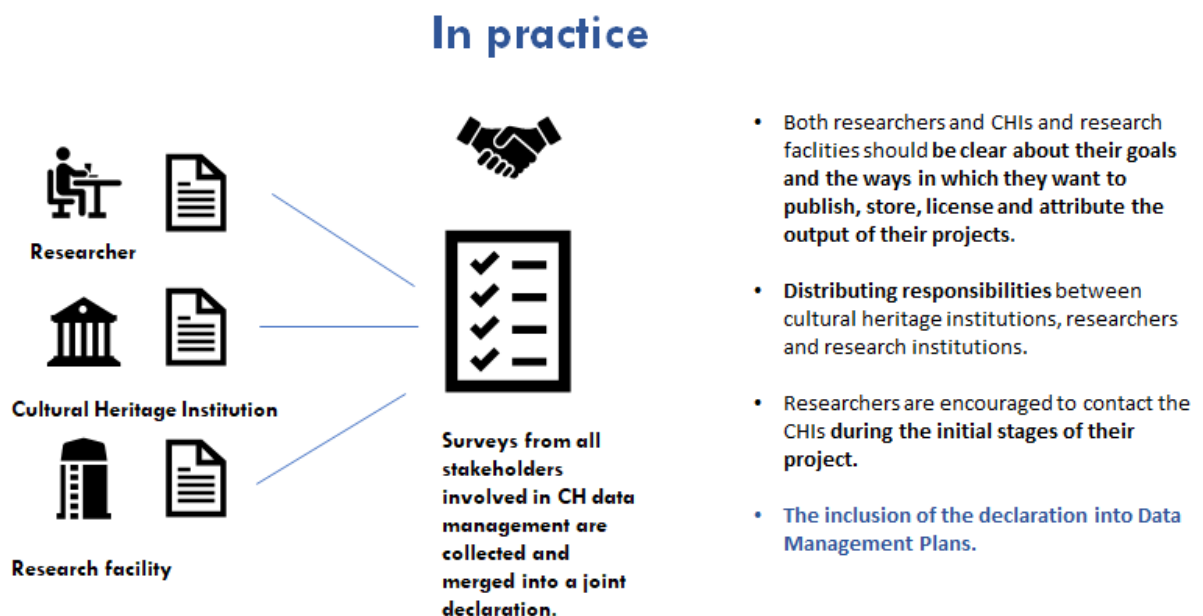 In practice
Researcher
Cultural Heritage Institution
Research facility
Surveys from all
stakeholders
involved in CH data
management are
collected and
merged into a joint
declaration.
• Both researchers and CHIs and research
faclities should be clear about their goals
and the ways in which they want to
publish, store, license and attribute the
output of their projects.
• Distributing responsibilities between
cultural heritage institutions, researchers
and research institutions.
• Researchers are encouraged to contact the
CHIs during the initial stages of their
project.
• The inclusion of the declaration into Data
Management Plans.